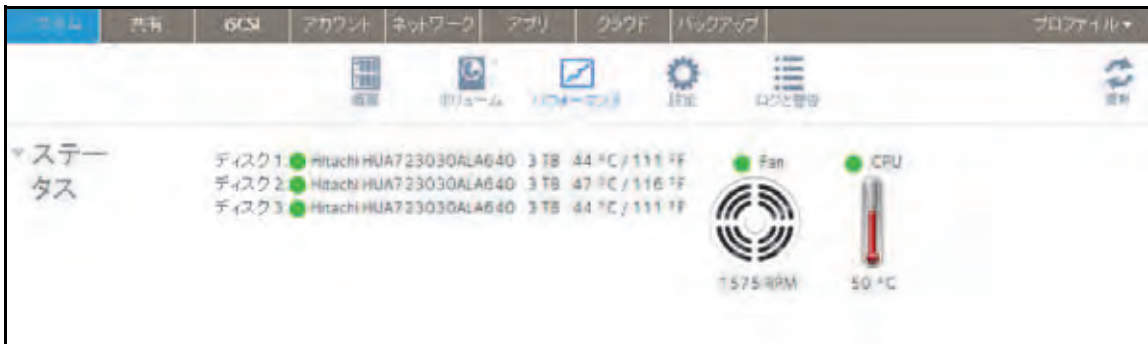 システム 共有 iSCSI アカウント ネットワーク アプリ クラウド バックアップ プロファイル▾
概要 ボリューム パフォーマンス 設定 ログと警告 更新
ステー
タス
ディスク1 Hitachi HUA723030ALA640 3 TB 44 °C / 111 °F
ディスク2 Hitachi HUA723030ALA640 3 TB 47 °C / 116 °F
ディスク3 Hitachi HUA723030ALA640 3 TB 44 °C / 111 °F
Fan
1575 RPM
CPU
50 °C